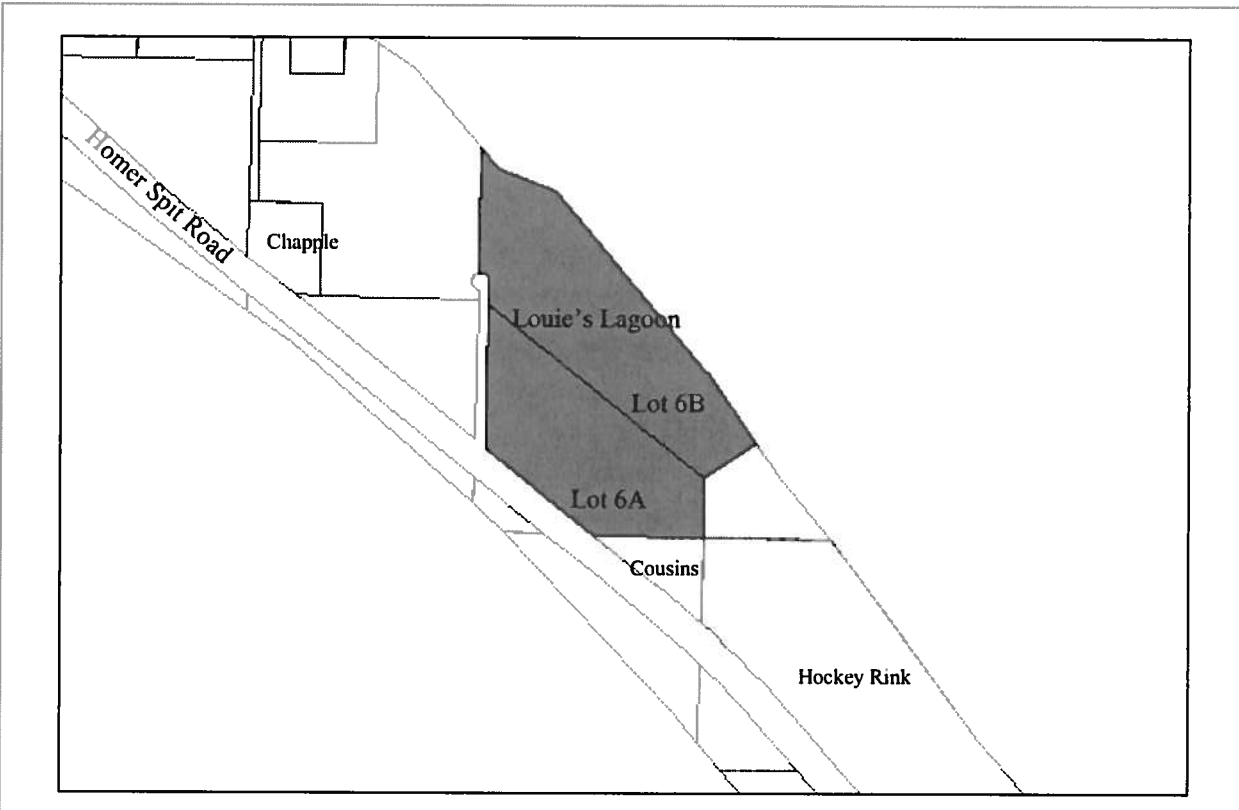 Homer Spit Road
Chapple
Louie's Lagoon
Lot 6B
Lot 6A
Cousins
Hockey Rink